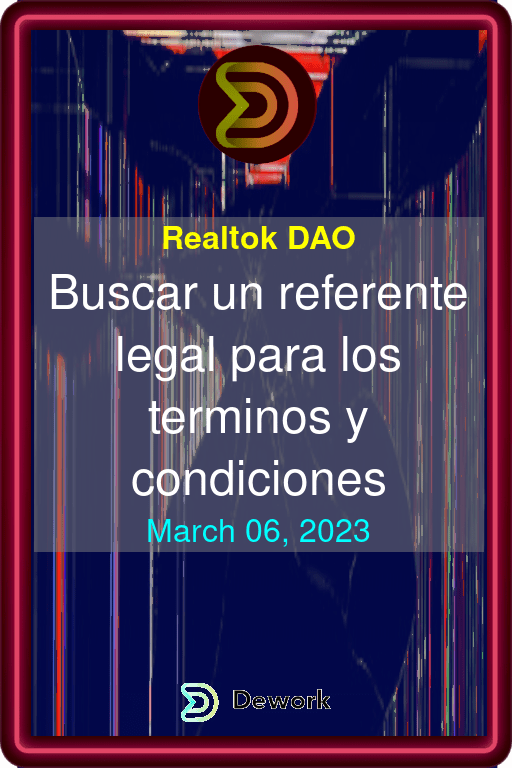 Realtok DAO
Buscar un referente
legal para los
terminos y
condiciones
March 06, 2023
Dework